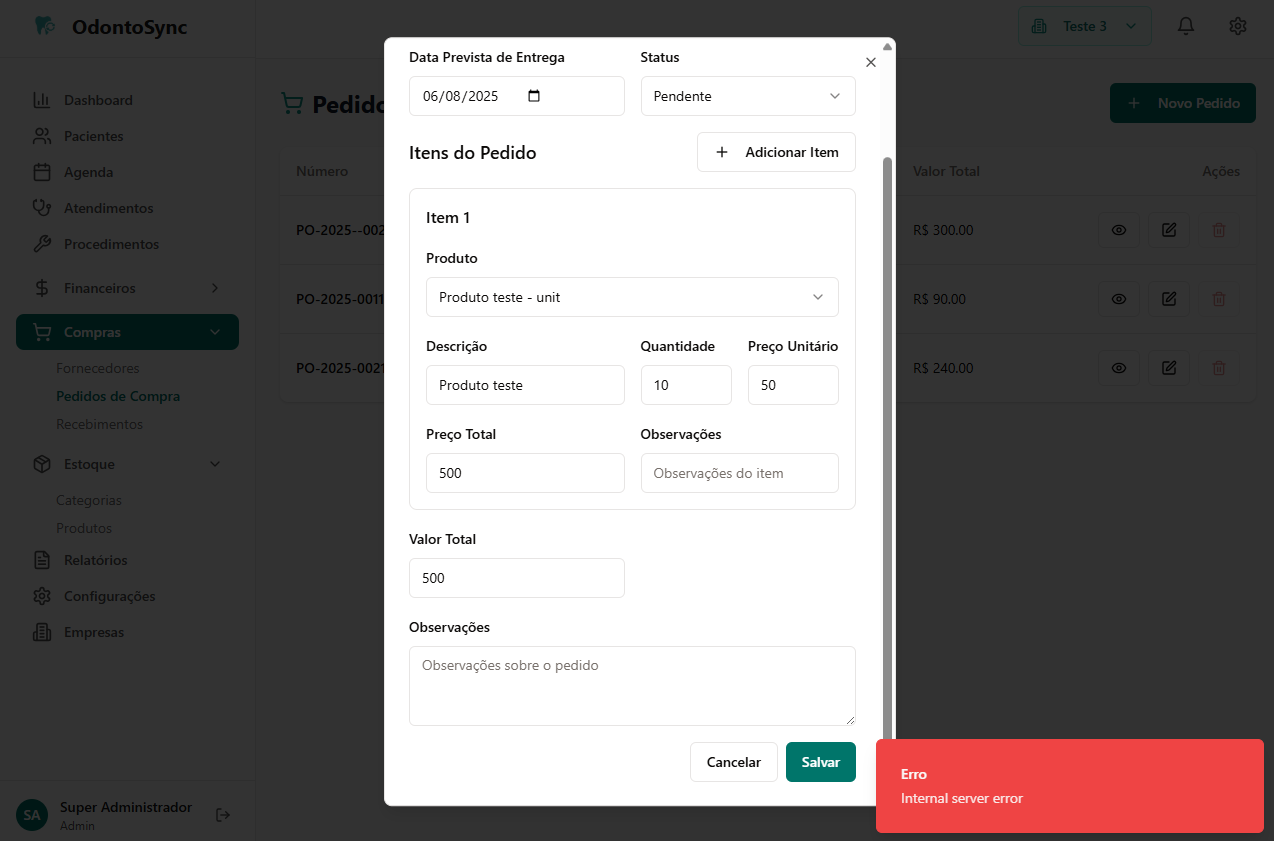 OdontoSync
Teste 3
Dashboard
Pacientes
Agenda
Atendimentos
Procedimentos
Financeiros
Compras
Fornecedores
Pedidos de Compra
Recebimentos
Estoque
Categorias
Produtos
Relatórios
Configurações
Empresas
SA
Super Administrador
Admin
Novo Pedido
Número
Valor Total
Ações
PO-2025--002
R$ 300.00
PO-2025-0011
R$ 90.00
PO-2025-0021
R$ 240.00
Data Prevista de Entrega
Status
06/08/2025
Pendente
Itens do Pedido
Adicionar Item
Item 1
Produto
Produto teste - unit
Descrição
Quantidade
Preço Unitário
Produto teste
10
50
Preço Total
Observações
500
Observações do item
Valor Total
500
Observações
Observações sobre o pedido
Cancelar
Salvar
Erro
Internal server error